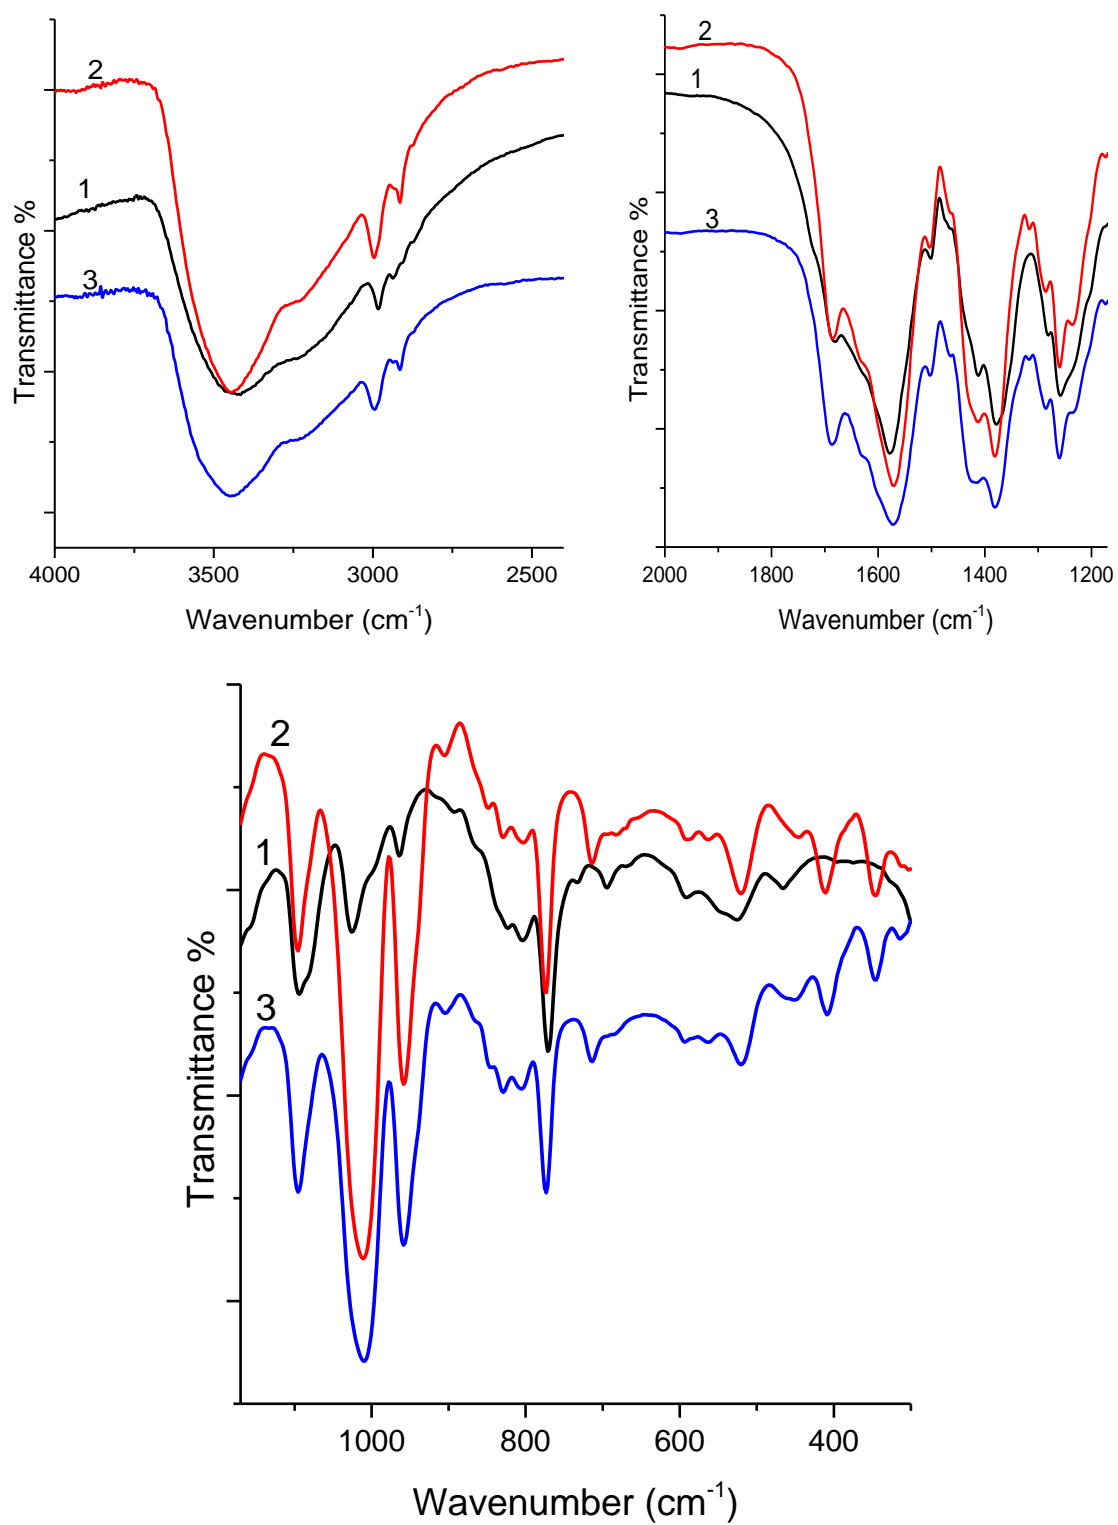 2
1
3
Transmittance %
4000 3500 3000 2500
Wavenumber (cm-1)
2
1
3
Transmittance %
2000 1800 1600 1400 1200
Wavenumber (cm-1)
2
1
3
Transmittance %
1000 800 600 400
Wavenumber (cm-1)